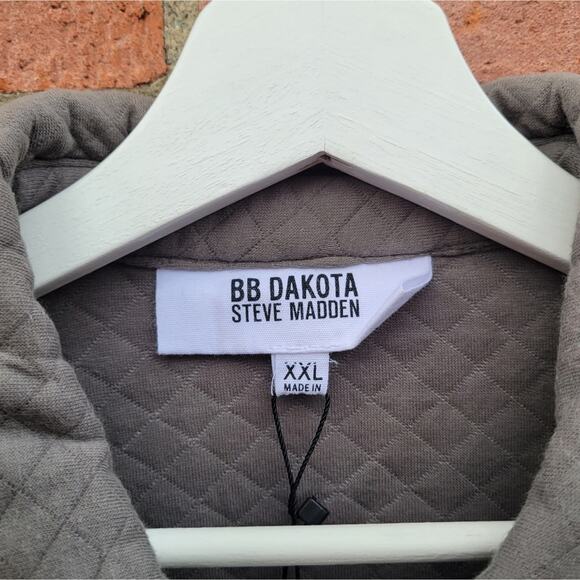 BB DAKOTA
STEVE MADDEN
XXL
MADE IN